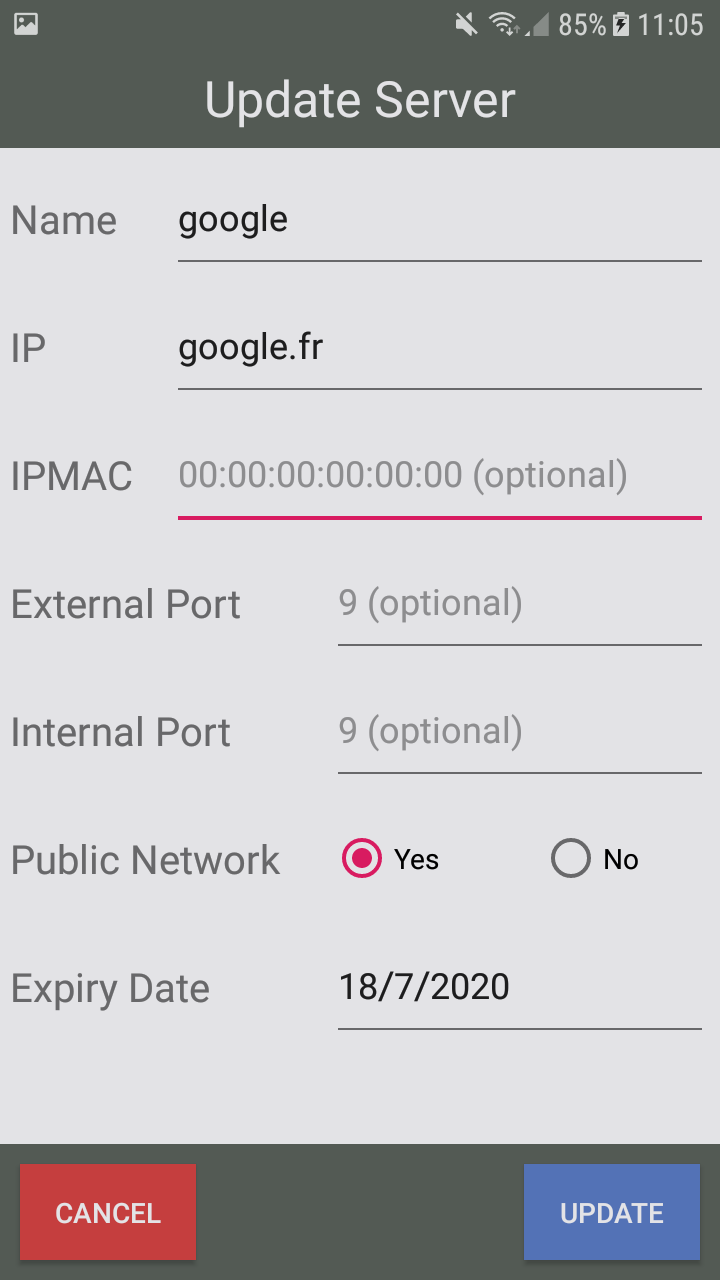 85% 11:05
Update Server
Name google
IP google.fr
IPMAC 00:00:00:00:00:00 (optional)
External Port 9 (optional)
Internal Port 9 (optional)
Public Network Yes No
Expiry Date 18/7/2020
CANCEL UPDATE